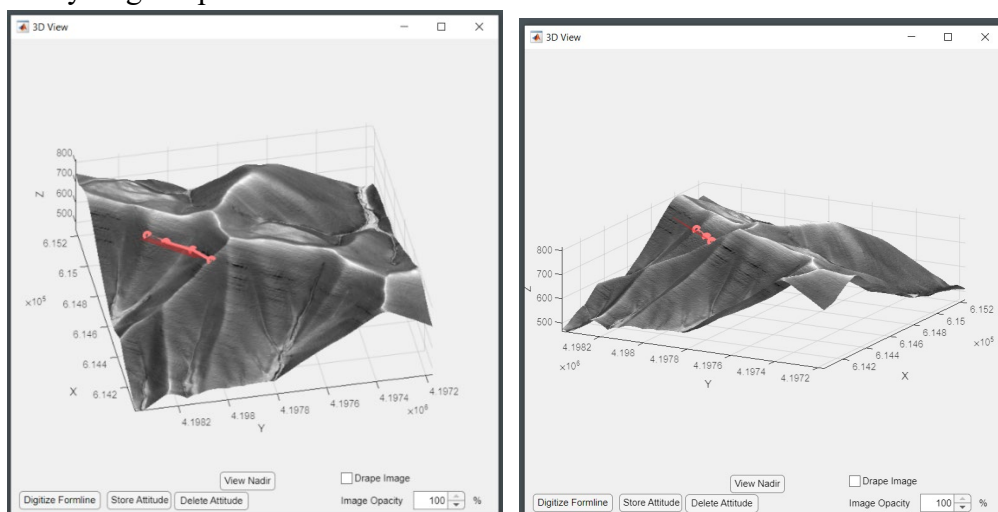 3D View
800
700
600
500
Z
6.152
6.15
6.148
6.146
6.144
6.142
×10⁵
X
4.1982
4.198
4.1978
4.1976
4.1974
4.1972
×10⁶
Y
View Nadir
Drape Image
Digitize Formline Store Attitude Delete Attitude Image Opacity 100 %
3D View
800
700
600
500
Z
4.1982
4.198
4.1978
4.1976
4.1974
4.1972
×10⁶
Y
6.152
6.15
6.148
6.146
6.144
6.142
×10⁵
X
View Nadir
Drape Image
Digitize Formline Store Attitude Delete Attitude Image Opacity 100 %